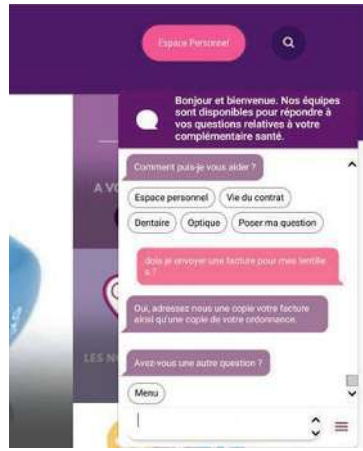 Espace Personnel
Bonjour et bienvenue. Nos équipes
sont disponibles pour répondre à
vos questions relatives à votre
complémentaire santé.
Comment puis-je vous aider ?
A VO
Espace personnel
Vie du contrat
Dentaire
Optique
Poser ma question
dois je envoyer une facture pour mes lentille
s ?
Oui, adressez nous une copie votre facture
ainsi qu'une copie de votre ordonnance.
LES NO
Avez-vous une autre question ?
Menu